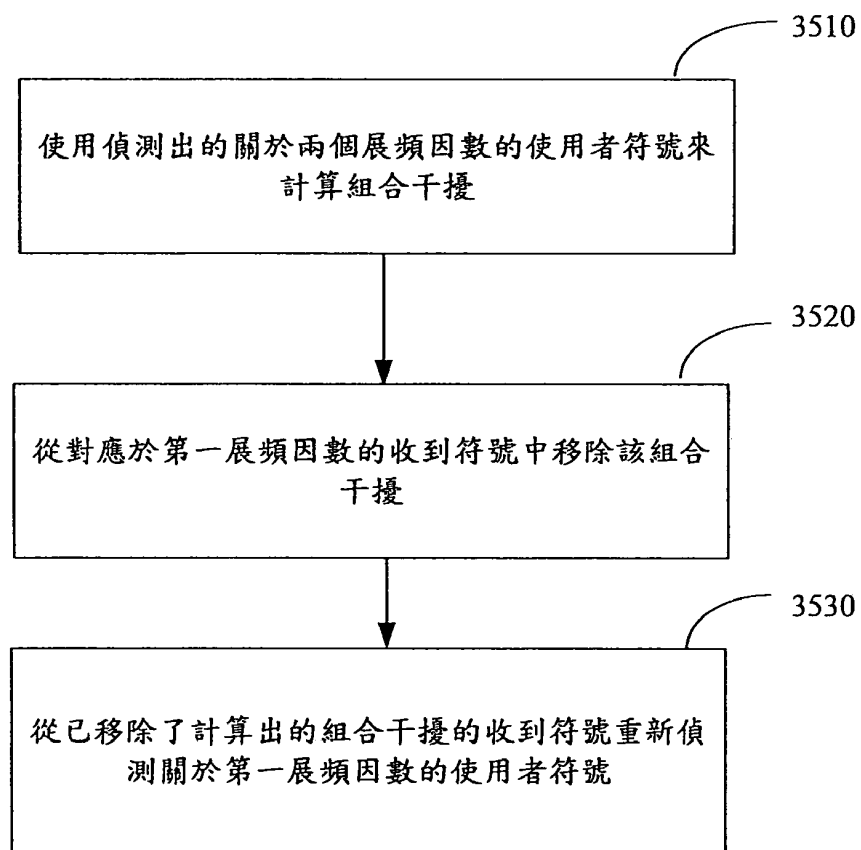 3510
使用偵測出的關於兩個展頻因數的使用者符號來
計算組合干擾
3520
從對應於第一展頻因數的收到符號中移除該組合
干擾
3530
從已移除了計算出的組合干擾的收到符號重新偵
測關於第一展頻因數的使用者符號